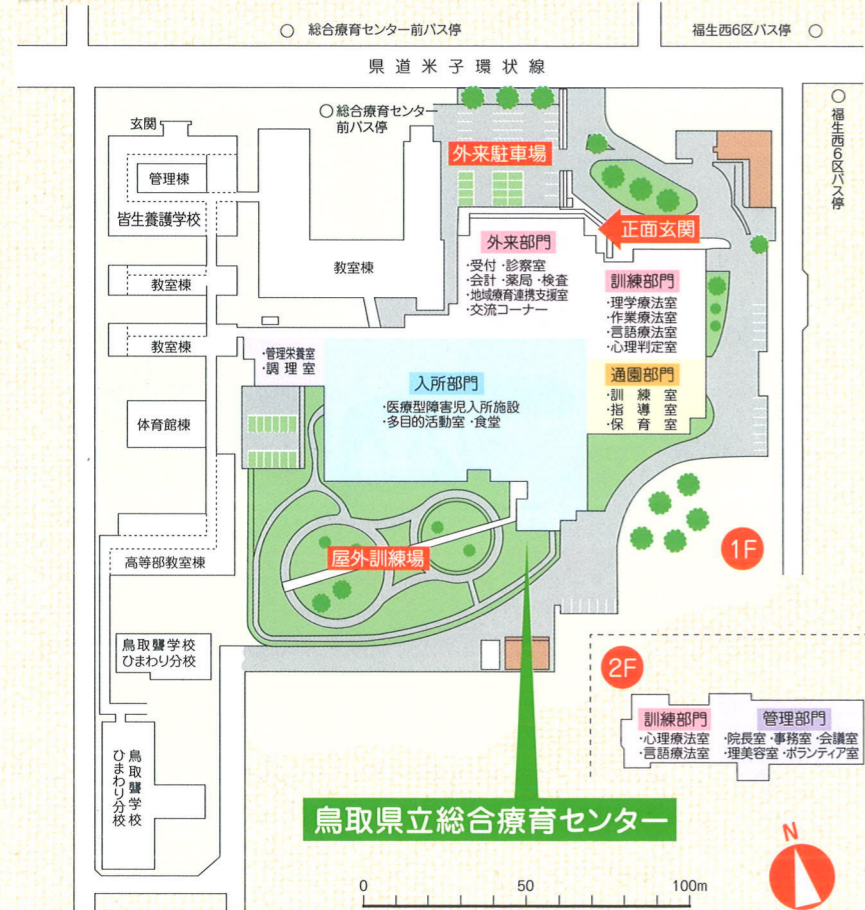 総合療育センター前バス停
福生西6区バス停
県道米子環状線
福生西6区バス停
総合療育センター
前バス停
玄関
管理棟
皆生養護学校
教室棟
教室棟
体育館棟
高等部教室棟
鳥取聾学校
ひまわり分校
鳥取聾学校
ひまわり分校
教室棟
外来駐車場
正面玄関
外来部門
・受付・診察室
・会計・薬局・検査
・地域療育連携支援室
・交流コーナー
訓練部門
・理学療法室
・作業療法室
・言語療法室
・心理判定室
通園部門
・訓練室
・指導室
・保育室
・管理栄養室
・調理室
入所部門
・医療型障害児入所施設
・多目的活動室・食堂
屋外訓練場
1F
2F
訓練部門
・心理療法室
・言語療法室
管理部門
・院長室・事務室・会議室
・理美容室・ボランティア室
鳥取県立総合療育センター
0 50 100m
N